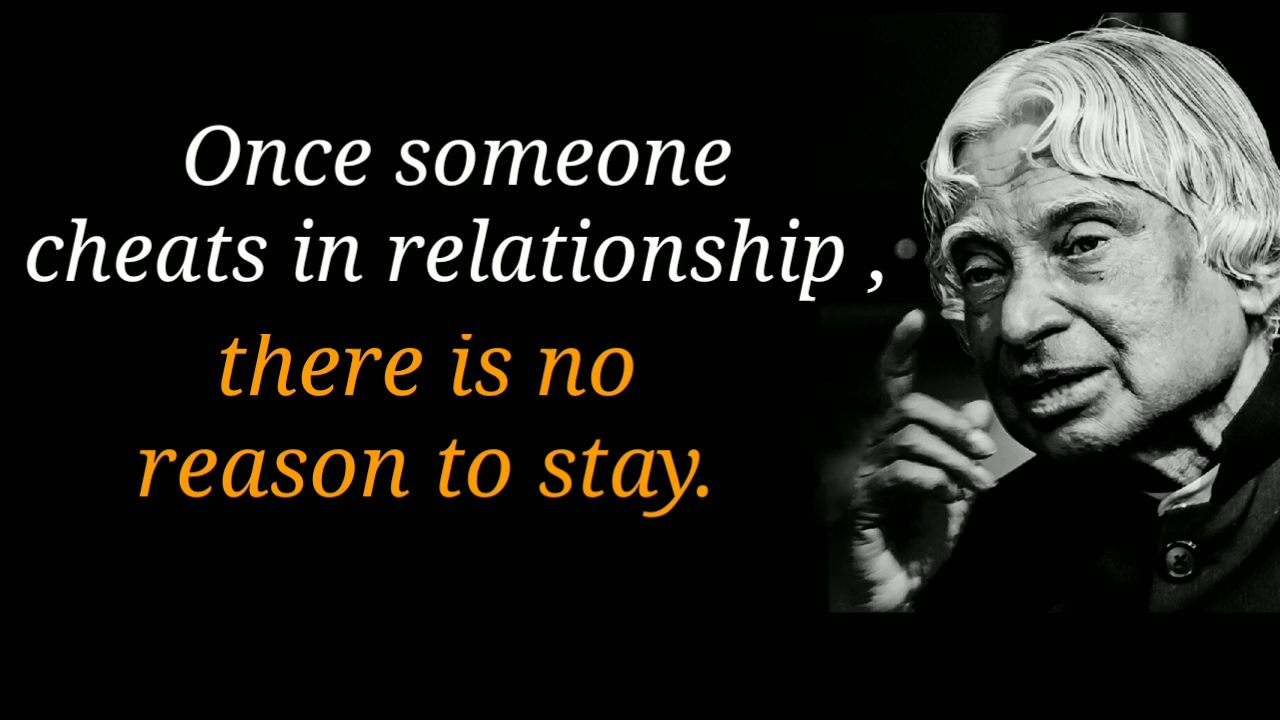 Once someone
cheats in relationship ,
there is no
reason to stay.